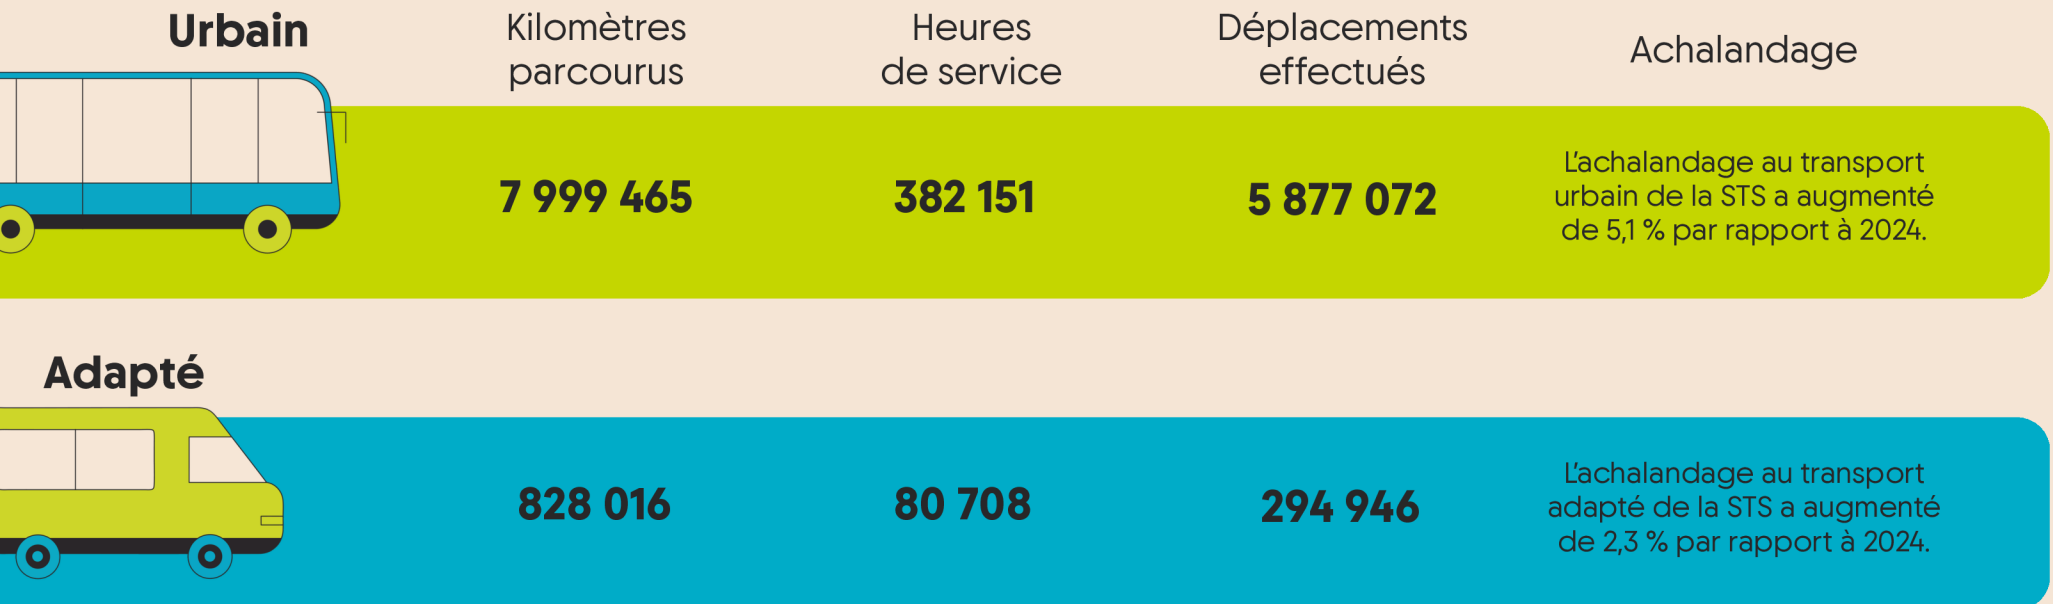 Urbain
Kilomètres
parcourus
Heures
de service
Déplacements
effectués
Achalandage
7 999 465
382 151
5 877 072
L'achalandage au transport
urbain de la STS a augmenté
de 5,1 % par rapport à 2024.
Adapté
828 016
80 708
294 946
L'achalandage au transport
adapté de la STS a augmenté
de 2,3 % par rapport à 2024.